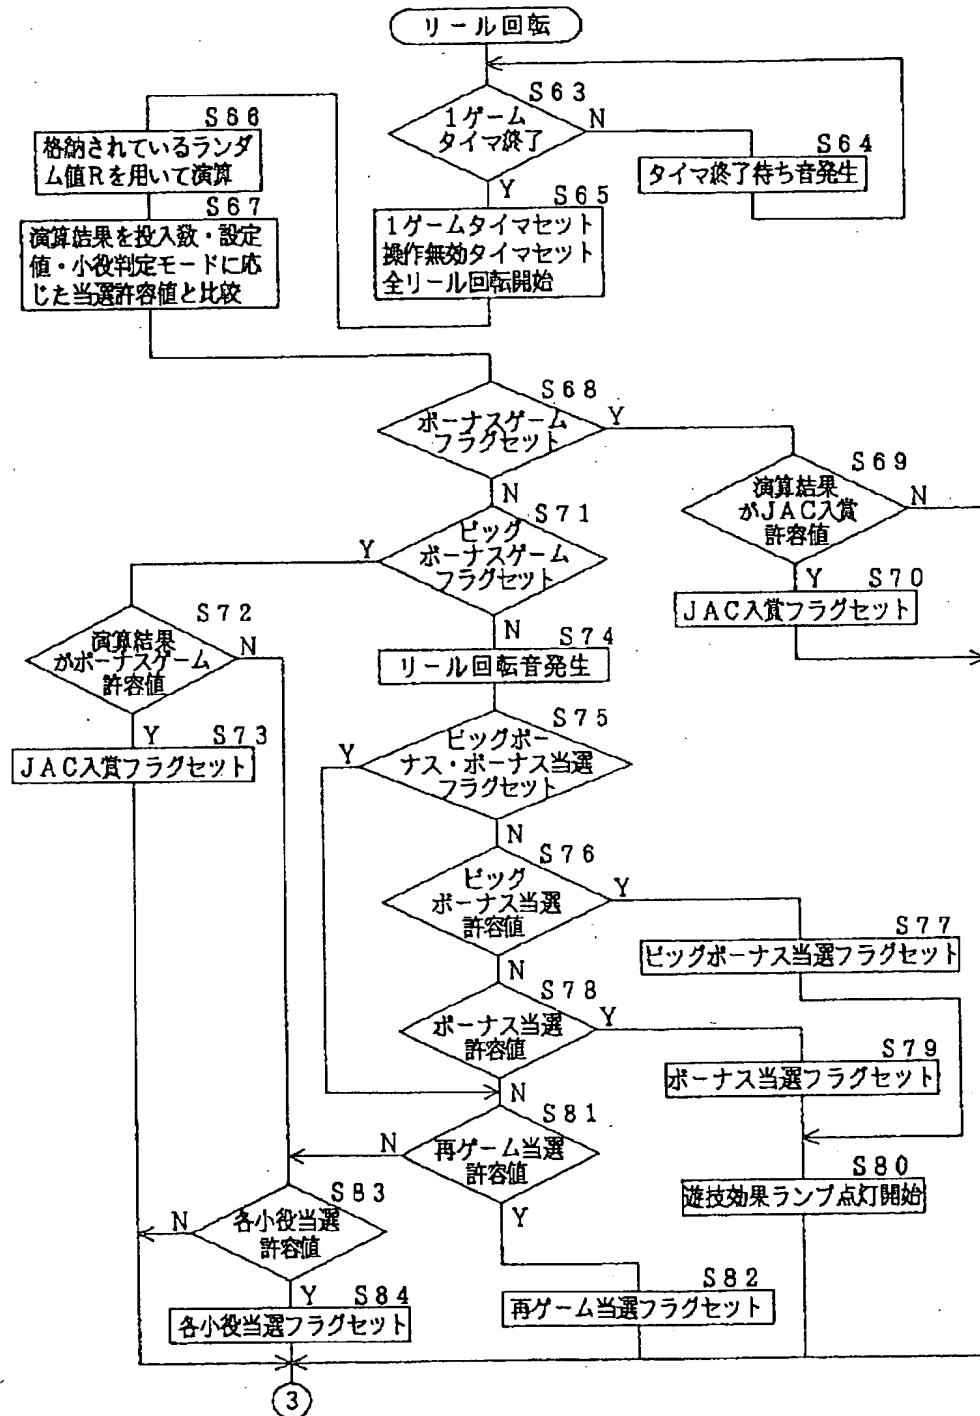 リール回転
S63
1ゲーム
タイマ終了
N
Y
S64
タイマ終了待ち音発生
S65
1ゲームタイマセット
操作無効タイマセット
全リール回転開始
S66
格納されているランダ
ム値Rを用いて演算
S67
演算結果を投入数・設定
値・小役判定モードに応
じた当選許容値と比較
S68
ボーナスゲーム
フラグセット
Y
N
S69
演算結果
がJAC入賞
許容値
N
Y
S70
JAC入賞フラグセット
S71
ビッグ
ボーナスゲーム
フラグセット
Y
N
S72
演算結果
がボーナスゲーム
許容値
N
Y
S73
JAC入賞フラグセット
S74
リール回転音発生
S75
ビッグボー
ナス・ボーナス当選
フラグセット
Y
N
S76
ビッグ
ボーナス当選
許容値
Y
N
S77
ビッグボーナス当選フラグセット
S78
ボーナス当選
許容値
Y
N
S79
ボーナス当選フラグセット
S80
遊技効果ランプ点灯開始
S81
再ゲーム当選
許容値
N
Y
S82
再ゲーム当選フラグセット
S83
各小役当選
許容値
N
Y
S84
各小役当選フラグセット
3